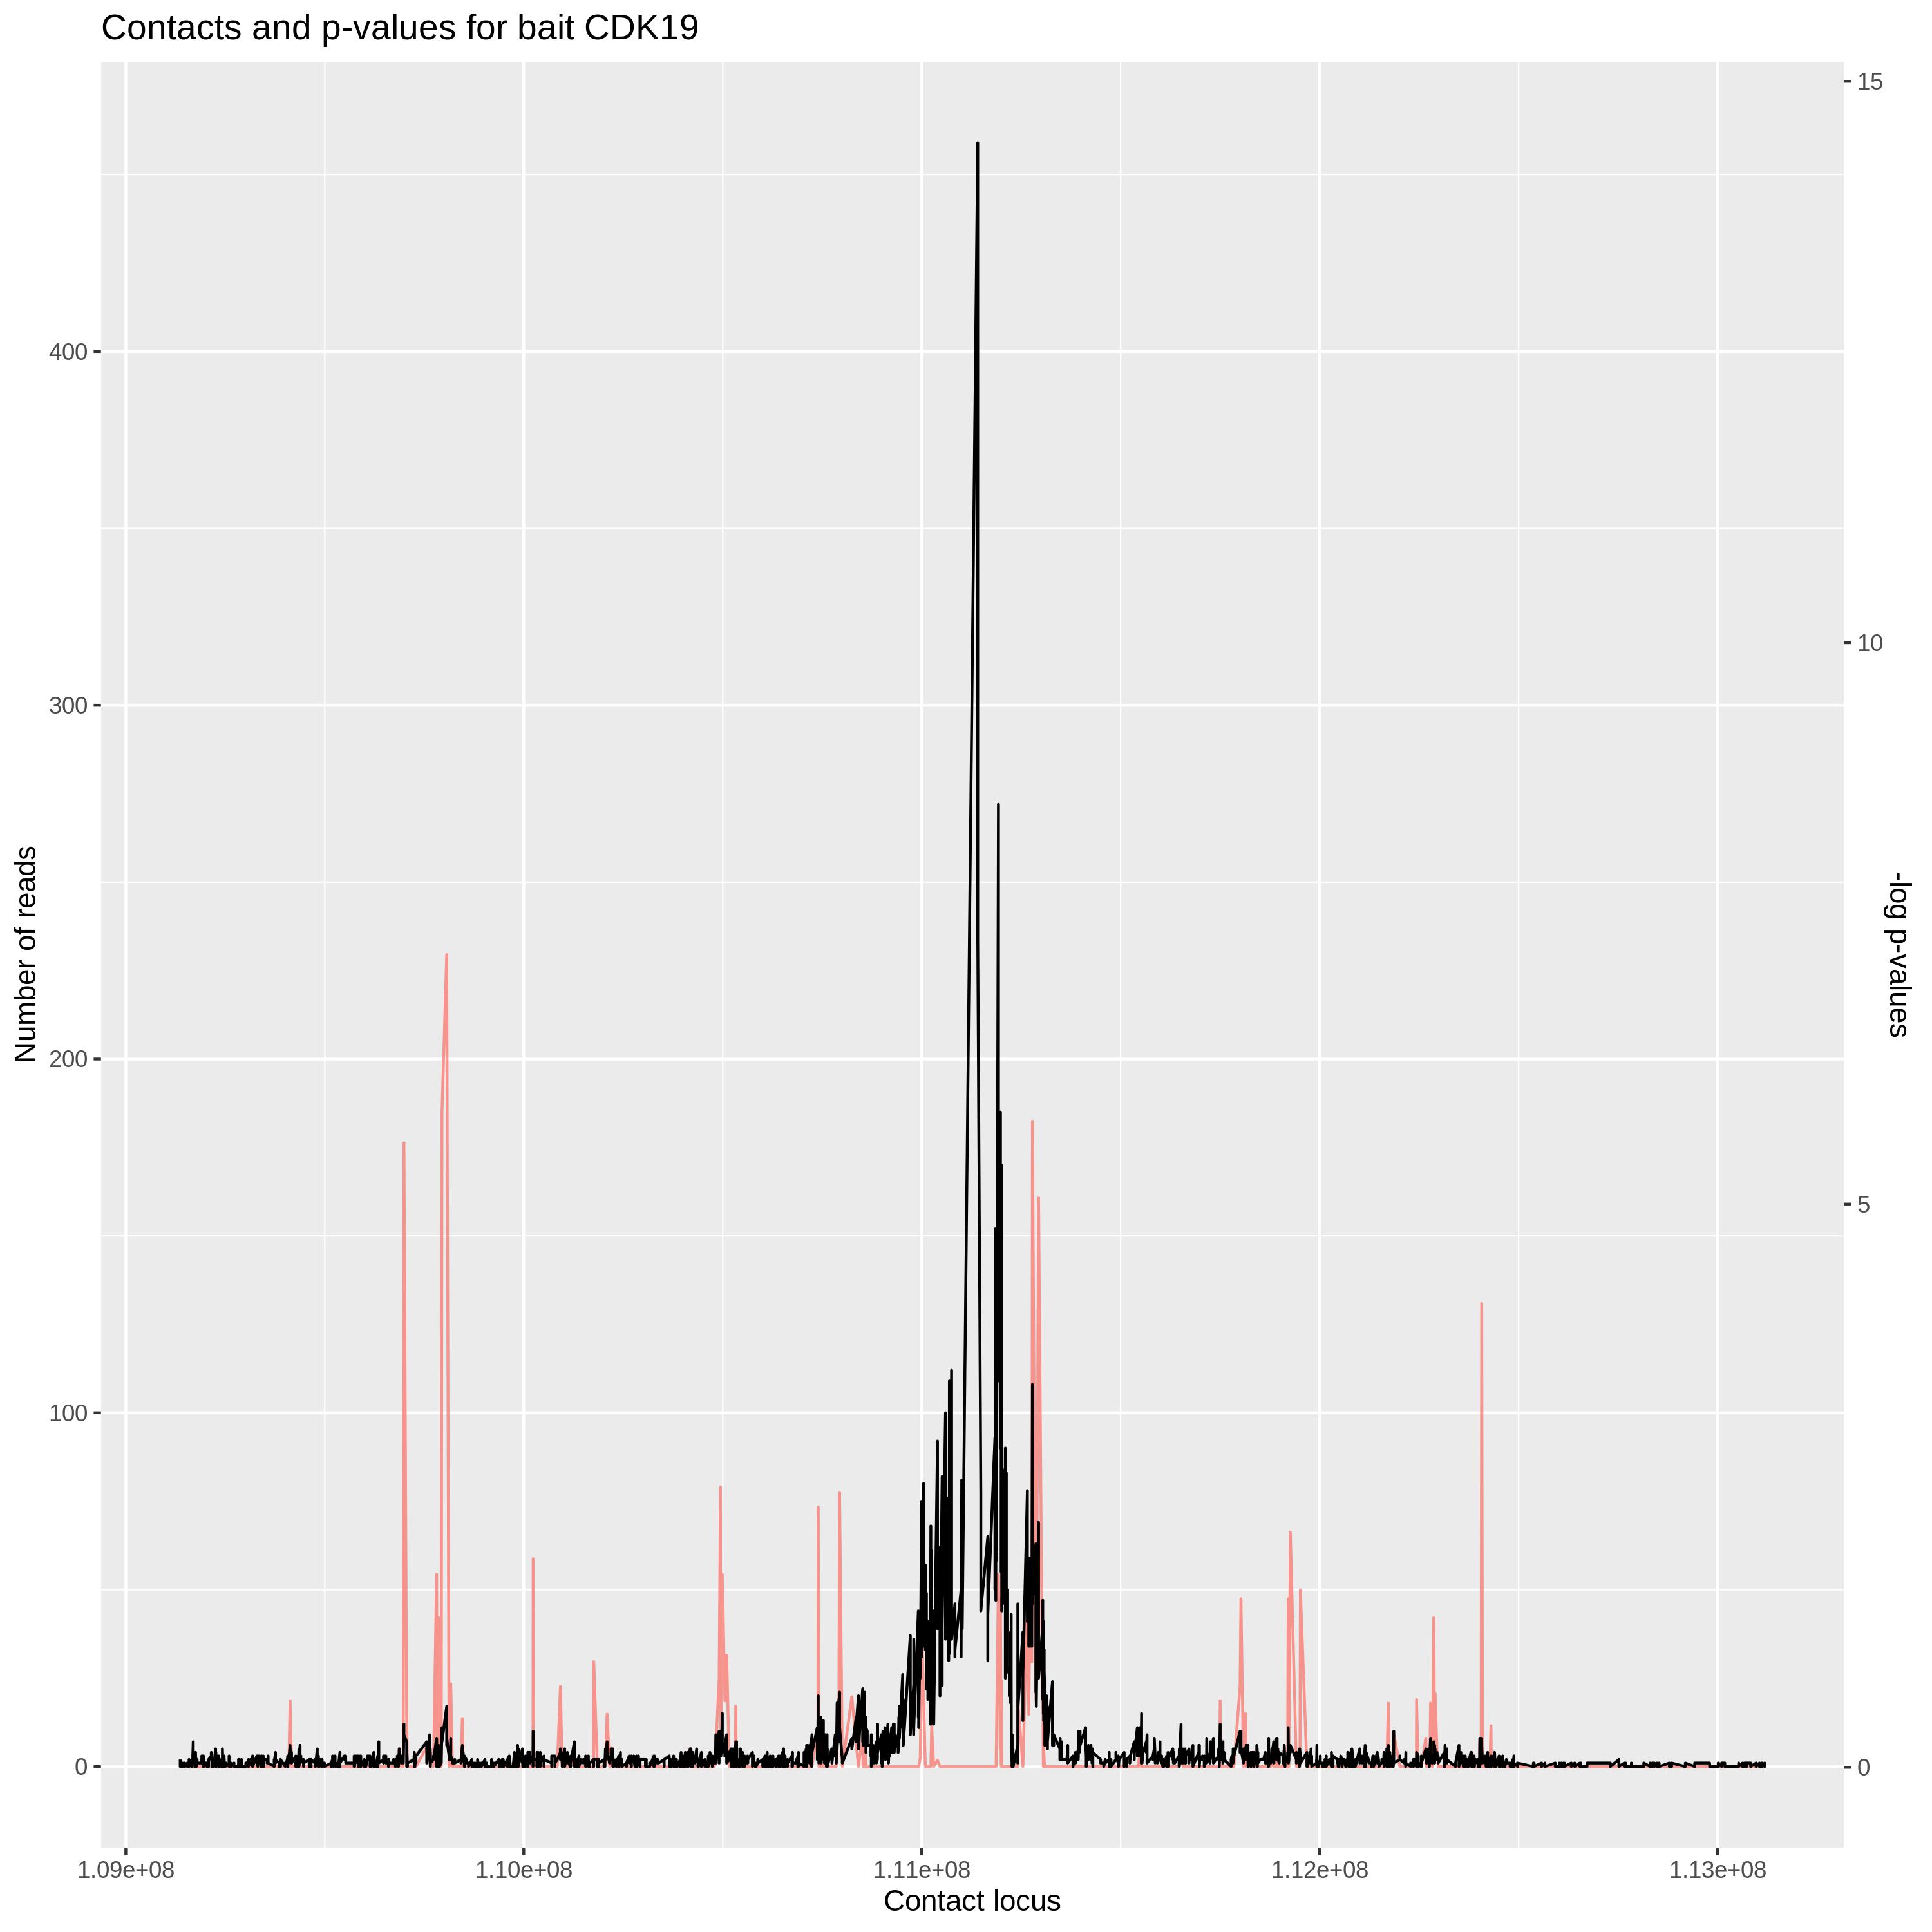 Contacts and p-values for bait CDK19
15
400
10
300
Number of reads
-log p-values
200
5
100
0
0
1.09e+08 1.10e+08 1.11e+08 1.12e+08 1.13e+08
Contact locus